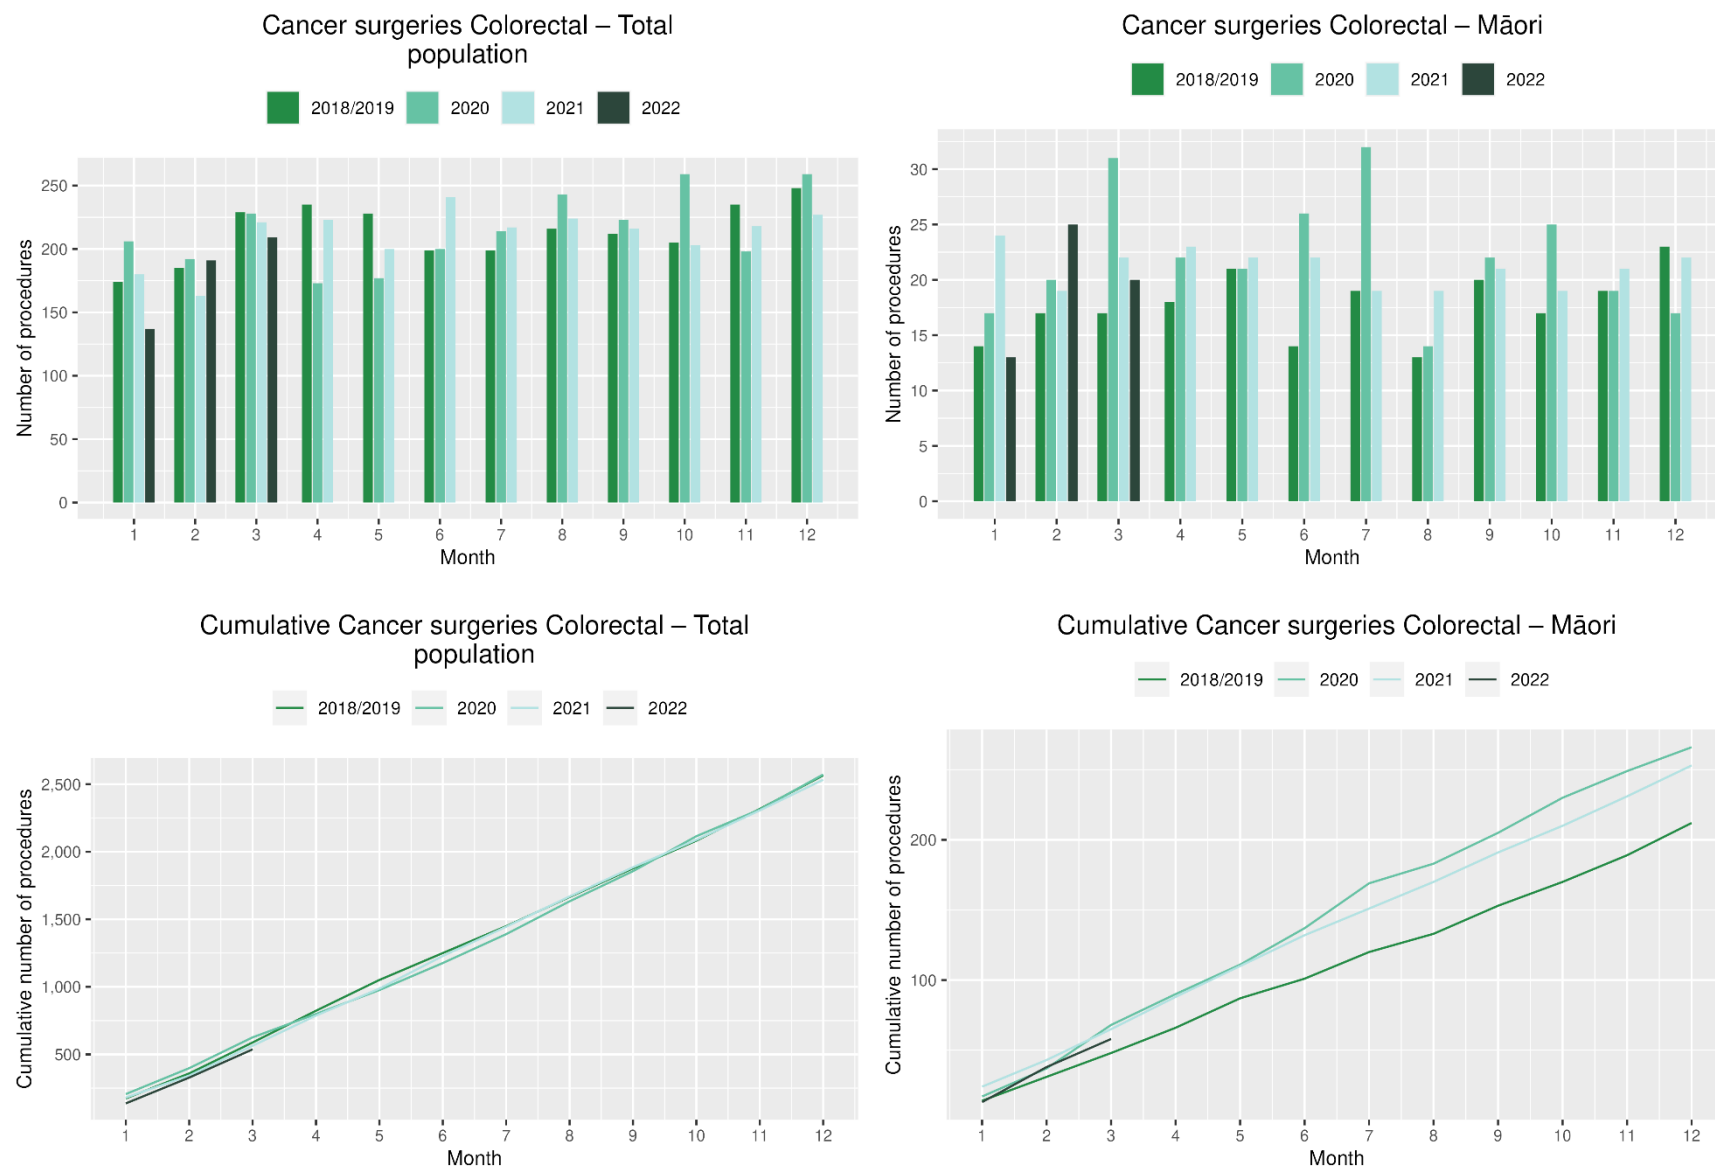 Cancer surgeries Colorectal – Total
population
2018/2019 2020 2021 2022
Number of procedures
250
200
150
100
50
0
1 2 3 4 5 6 7 8 9 10 11 12
Month
Cancer surgeries Colorectal – Māori
2018/2019 2020 2021 2022
Number of procedures
30
25
20
15
10
5
0
1 2 3 4 5 6 7 8 9 10 11 12
Month
Cumulative Cancer surgeries Colorectal – Total
population
2018/2019 2020 2021 2022
Cumulative number of procedures
2,500
2,000
1,500
1,000
500
1 2 3 4 5 6 7 8 9 10 11 12
Month
Cumulative Cancer surgeries Colorectal – Māori
2018/2019 2020 2021 2022
Cumulative number of procedures
200
100
1 2 3 4 5 6 7 8 9 10 11 12
Month